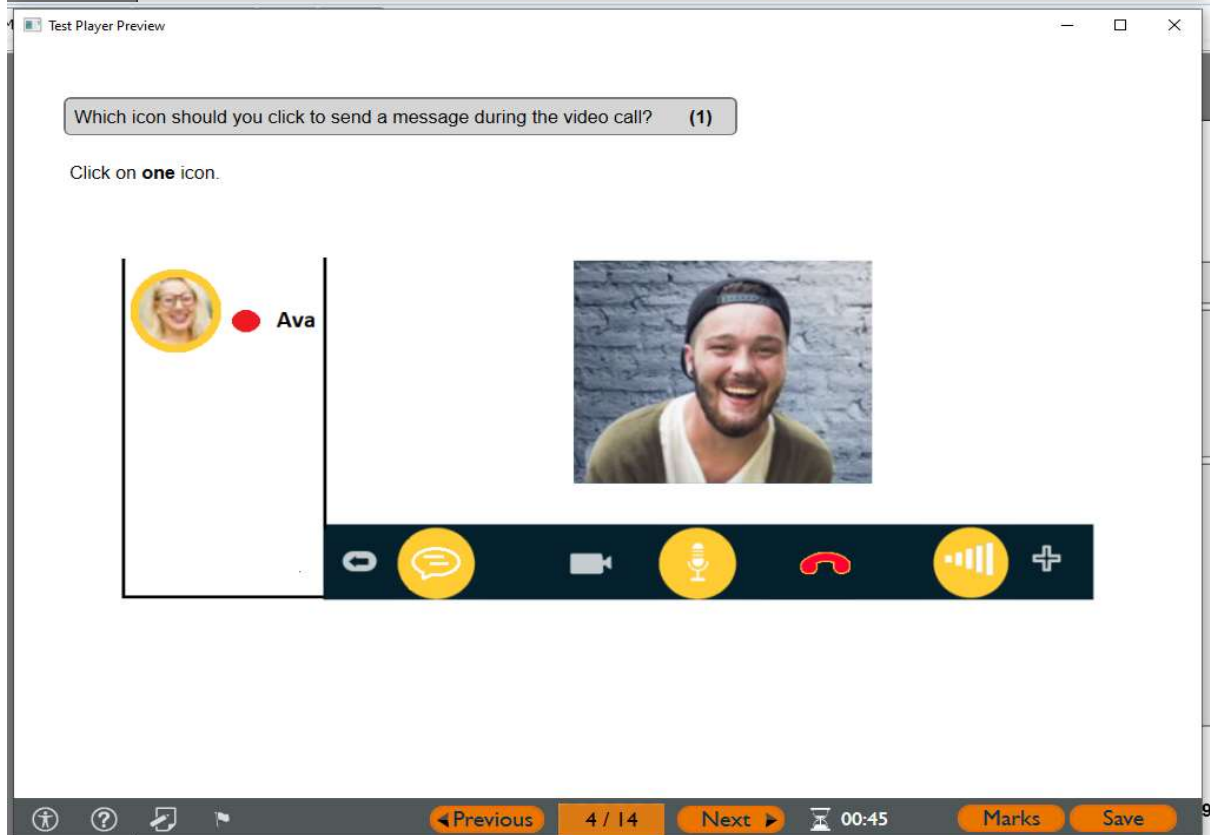 Test Player Preview
Which icon should you click to send a message during the video call? (1)
Click on one icon.
Ava
Previous 4 / 14 Next 00:45 Marks Save